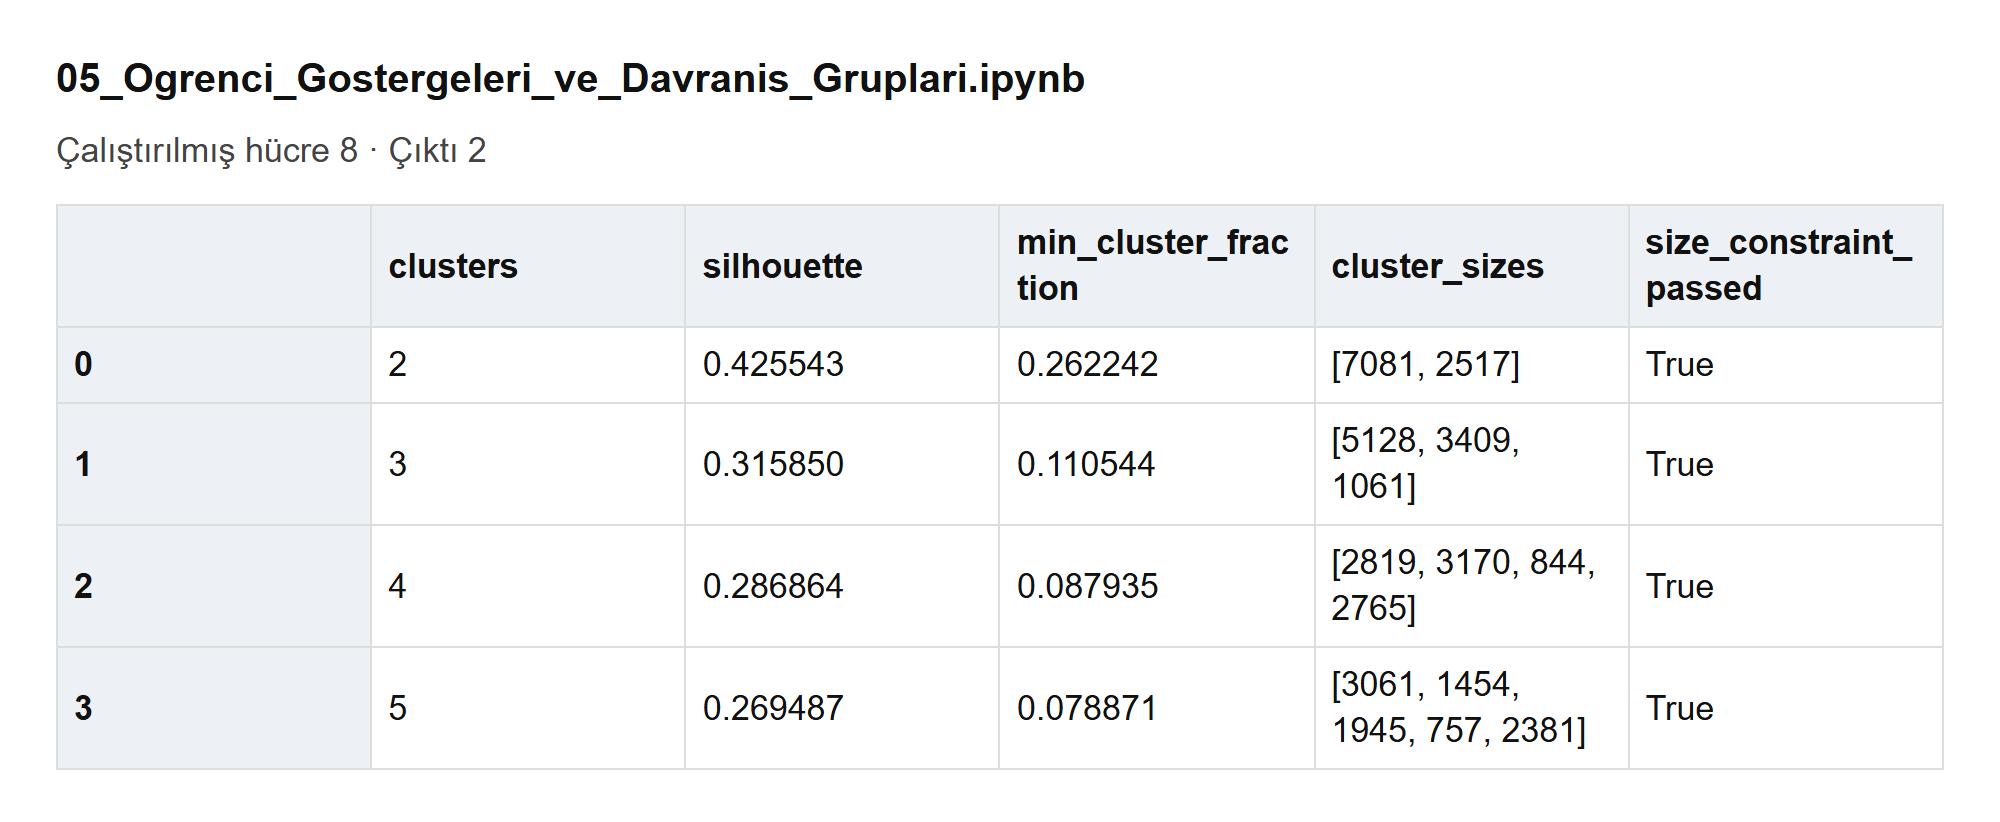 05_Ogrenci_Gostergeleri_ve_Davranis_Gruplari.ipynb
Çalıştırılmış hücre 8 · Çıktı 2
clusters silhouette min_cluster_frac
tion cluster_sizes size_constraint_
passed
0 2 0.425543 0.262242 [7081, 2517] True
1 3 0.315850 0.110544 [5128, 3409,
1061] True
2 4 0.286864 0.087935 [2819, 3170, 844,
2765] True
3 5 0.269487 0.078871 [3061, 1454,
1945, 757, 2381] True